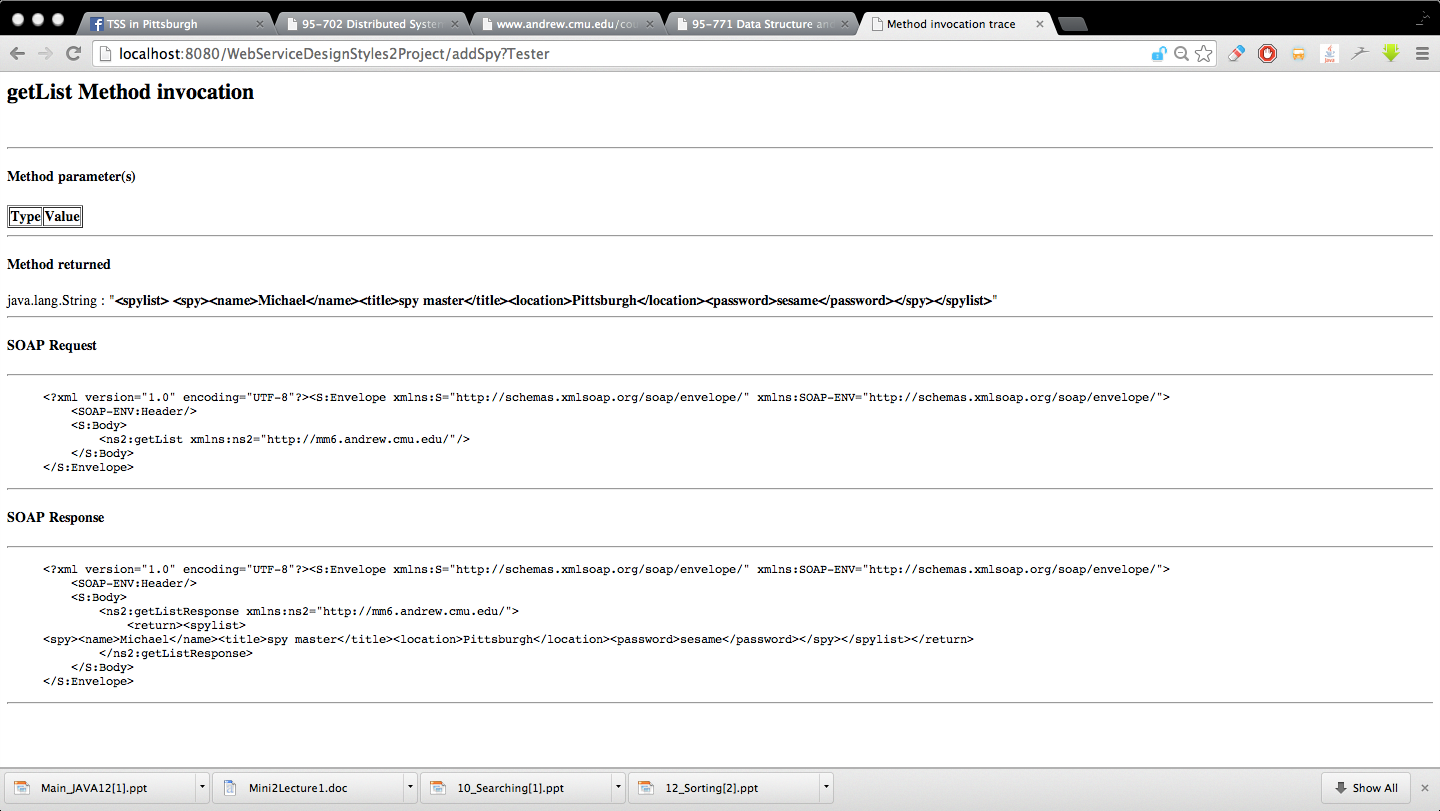 TSS in Pittsburgh
95-702 Distributed System
www.andrew.cmu.edu/cou
95-771 Data Structure an
Method invocation trace
localhost:8080/WebServiceDesignStyles2Project/addSpy?Tester
getList Method invocation
Method parameter(s)
Type Value
Method returned
java.lang.String : "<spylist> <spy><name>Michael</name><title>spy master</title><location>Pittsburgh</location><password>sesame</password></spy></spylist>"
SOAP Request
<?xml version="1.0" encoding="UTF-8"?><S:Envelope xmlns:S="http://schemas.xmlsoap.org/soap/envelope/" xmlns:SOAP-ENV="http://schemas.xmlsoap.org/soap/envelope/">
<SOAP-ENV:Header/>
<S:Body>
<ns2:getList xmlns:ns2="http://mm6.andrew.cmu.edu/"/>
</S:Body>
</S:Envelope>
SOAP Response
<?xml version="1.0" encoding="UTF-8"?><S:Envelope xmlns:S="http://schemas.xmlsoap.org/soap/envelope/" xmlns:SOAP-ENV="http://schemas.xmlsoap.org/soap/envelope/">
<SOAP-ENV:Header/>
<S:Body>
<ns2:getListResponse xmlns:ns2="http://mm6.andrew.cmu.edu/">
<return><spylist>
<spy><name>Michael</name><title>spy master</title><location>Pittsburgh</location><password>sesame</password></spy></spylist></return>
</ns2:getListResponse>
</S:Body>
</S:Envelope>
Main_JAVA12[1].ppt
Mini2Lecture1.doc
10_Searching[1].ppt
12_Sorting[2].ppt
Show All